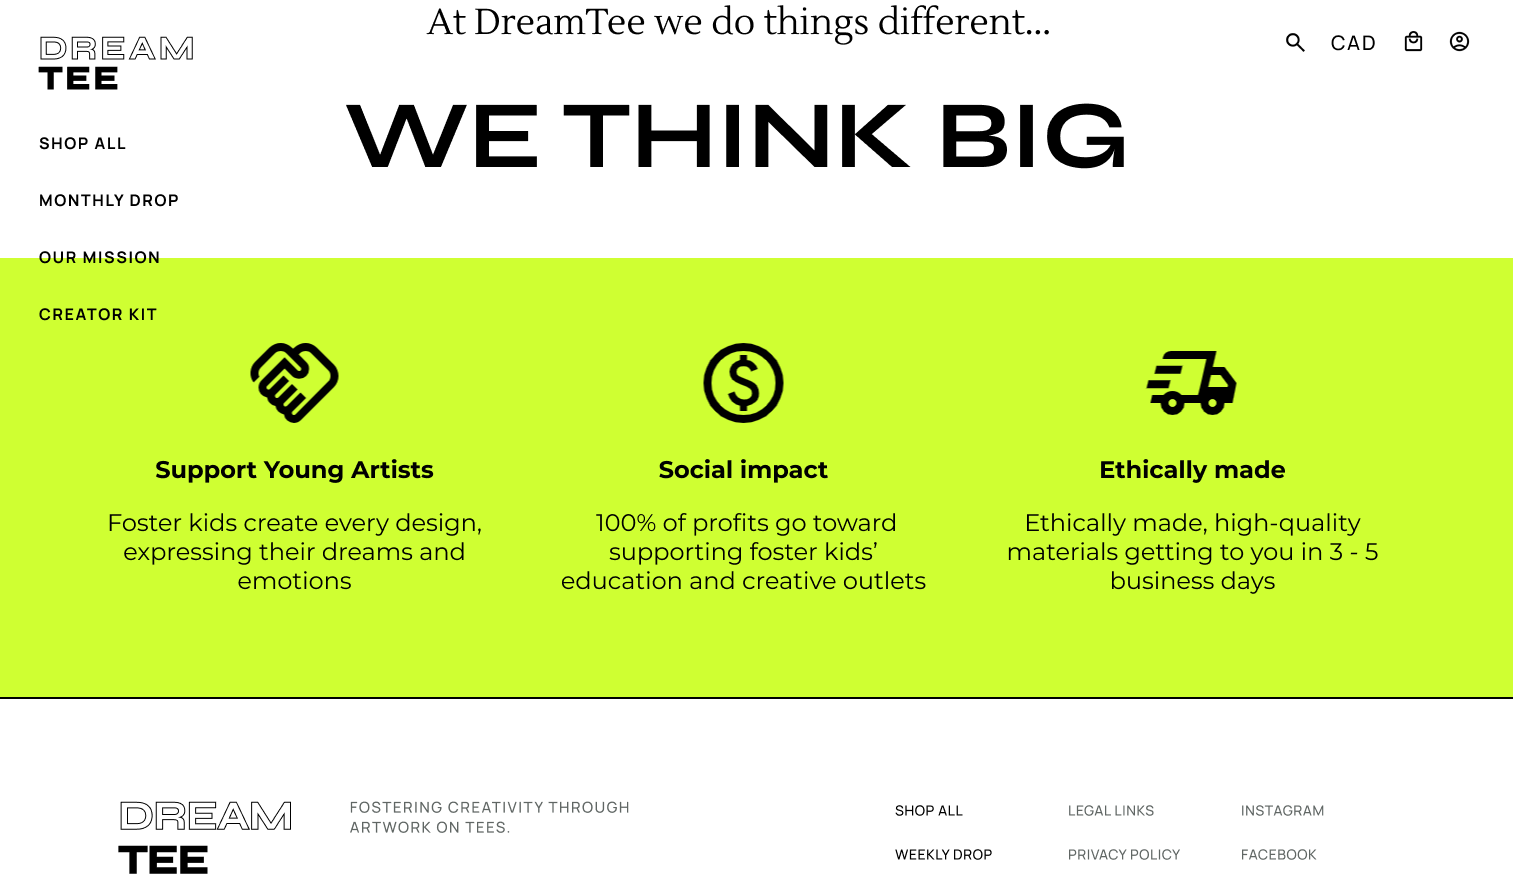 At DreamTee we do things different...
DREAM
TEE
CAD
WE THINK BIG
SHOP ALL
MONTHLY DROP
OUR MISSION
CREATOR KIT
Support Young Artists
Foster kids create every design,
expressing their dreams and
emotions
Social impact
100% of profits go toward
supporting foster kids’
education and creative outlets
Ethically made
Ethically made, high-quality
materials getting to you in 3 - 5
business days
DREAM
TEE
FOSTERING CREATIVITY THROUGH
ARTWORK ON TEES.
SHOP ALL
WEEKLY DROP
LEGAL LINKS
PRIVACY POLICY
INSTAGRAM
FACEBOOK